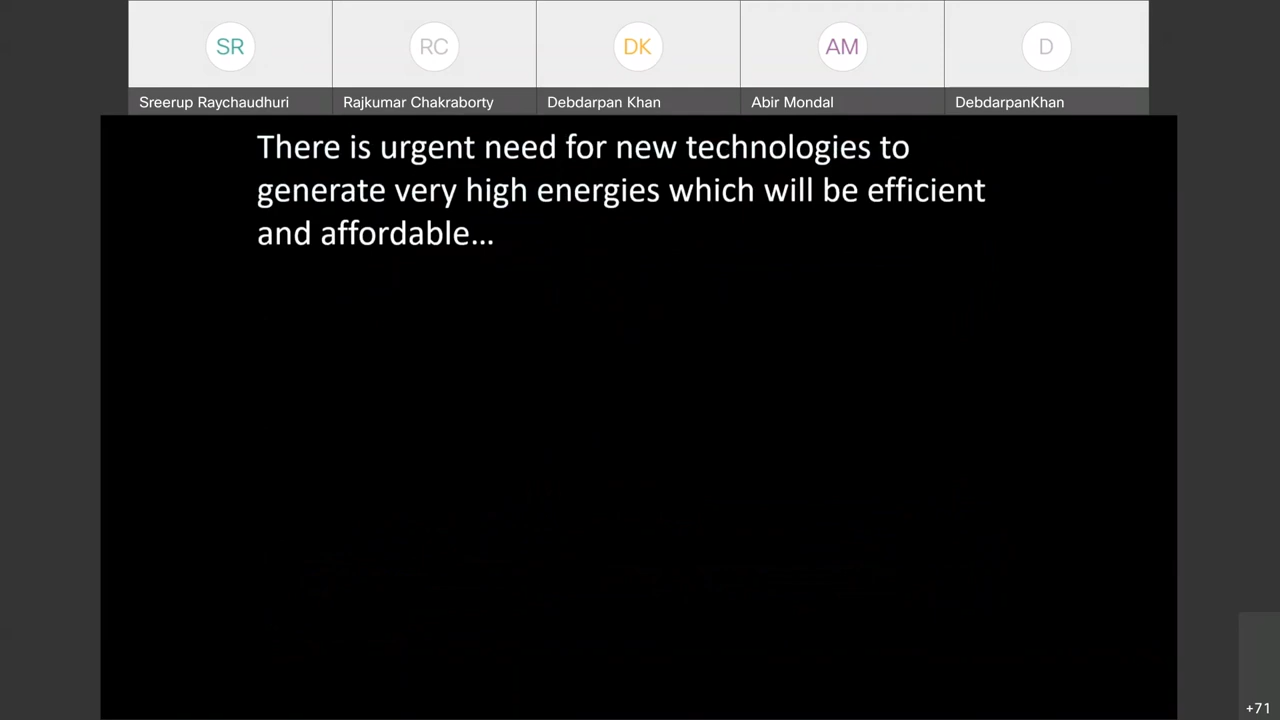 SR
RC
DK
AM
D
Sreerup Raychaudhuri
Rajkumar Chakraborty
Debdarpan Khan
Abir Mondal
DebdarpanKhan
There is urgent need for new technologies to
generate very high energies which will be efficient
and affordable…
+71